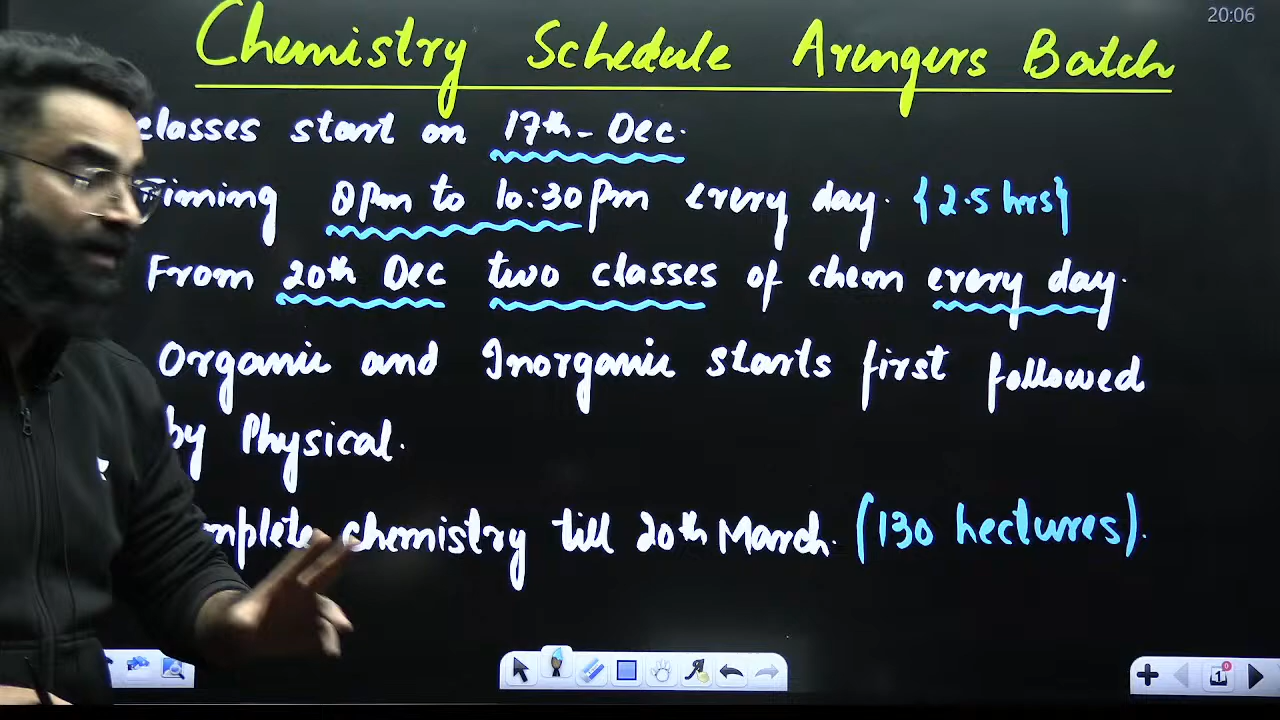 20:06
Chemistry Schedule Avengers Batch
classes start on 17th - Dec.
Timing 8pm to 10:30pm every day. {2.5 hrs}
From 20th Dec two classes of chem every day.
Organic and Inorganic starts first followed
by Physical.
mplete chemistry till 20th March. (130 Lectures).
1